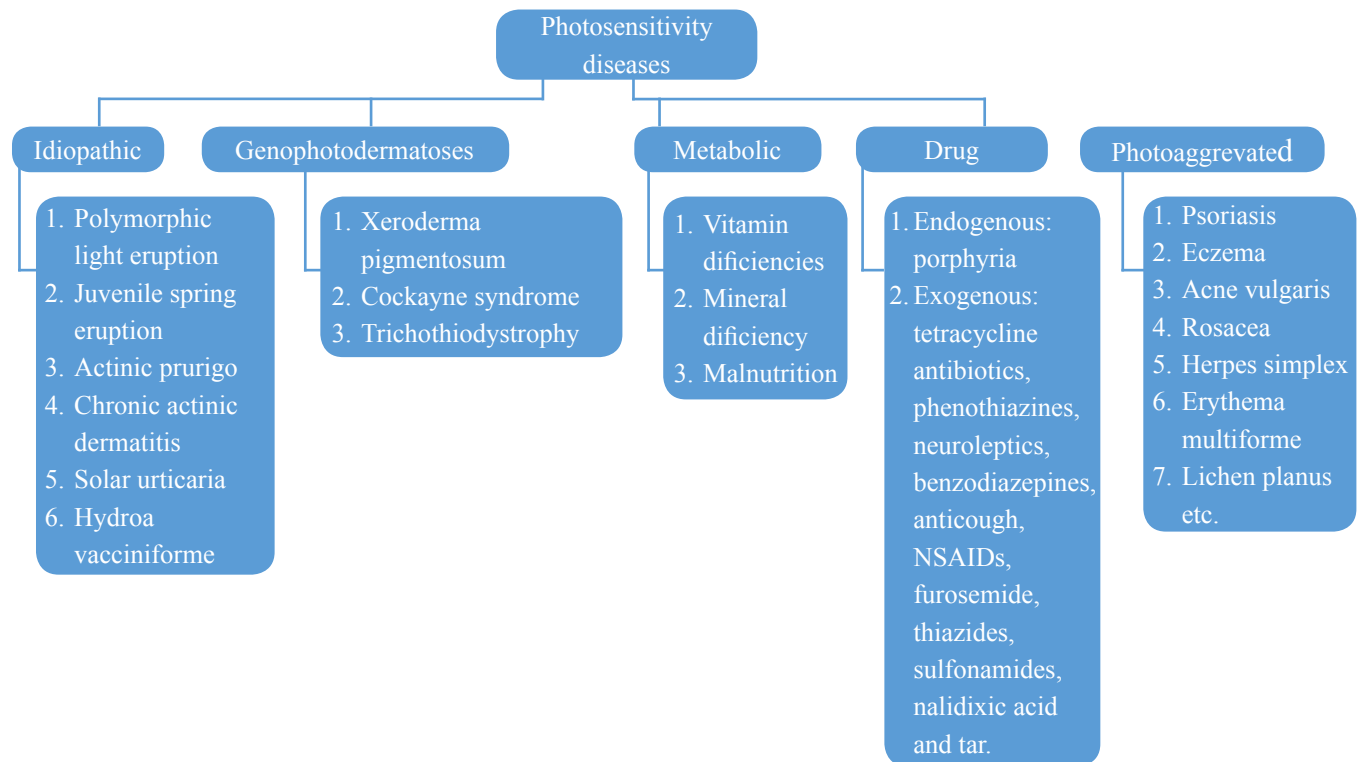 Photosensitivity
diseases
Idiopathic
Genophotodermatoses
Metabolic
Drug
Photoaggrevated
1. Polymorphic
light eruption
2. Juvenile spring
eruption
3. Actinic prurigo
4. Chronic actinic
dermatitis
5. Solar urticaria
6. Hydroa
vacciniforme
1. Xeroderma
pigmentosum
2. Cockayne syndrome
3. Trichothiodystrophy
1. Vitamin
dificiencies
2. Mineral
dificiency
3. Malnutrition
1. Endogenous:
porphyria
2. Exogenous:
tetracycline
antibiotics,
phenothiazines,
neuroleptics,
benzodiazepines,
anticough,
NSAIDs,
furosemide,
thiazides,
sulfonamides,
nalidixic acid
and tar.
1. Psoriasis
2. Eczema
3. Acne vulgaris
4. Rosacea
5. Herpes simplex
6. Erythema
multiforme
7. Lichen planus
etc.